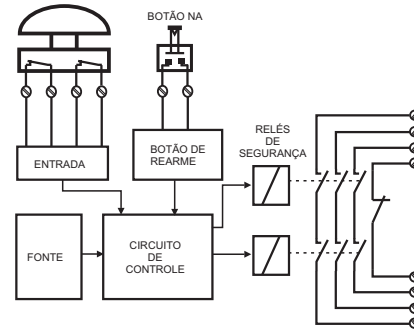 BOTÃO NA
ENTRADA
BOTÃO DE
REARME
RELÉS
DE
SEGURANÇA
FONTE
CIRCUITO
DE
CONTROLE